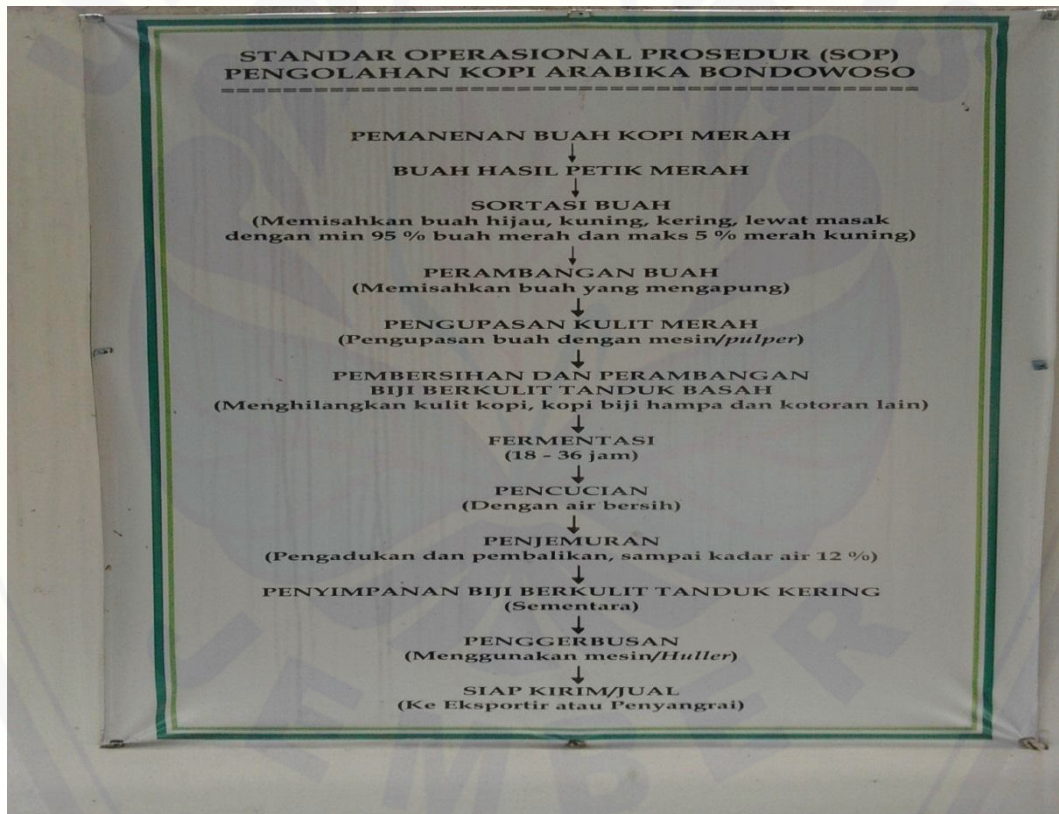 STANDAR OPERASIONAL PROSEDUR (SOP)
PENGOLAHAN KOPI ARABIKA BONDOWOSO
PEMANENAN BUAH KOPI MERAH
BUAH HASIL PETIK MERAH
SORTASI BUAH
(Memisahkan buah hijau, kuning, kering, lewat masak
dengan min 95 % buah merah dan maks 5 % merah kuning)
PERAMBANGAN BUAH
(Memisahkan buah yang mengapung)
PENGUPASAN KULIT MERAH
(Pengupasan buah dengan mesin/pulper)
PEMBERSIHAN DAN PERAMBANGAN
BIJI BERKULIT TANDUK BASAH
(Menghilangkan kulit kopi, kopi biji hampa dan kotoran lain)
FERMENTASI
(18 - 36 jam)
PENCUCIAN
(Dengan air bersih)
PENJEMURAN
(Pengadukan dan pembalikan, sampai kadar air 12 %)
PENYIMPANAN BIJI BERKULIT TANDUK KERING
(Sementara)
PENGGERBUSAN
(Menggunakan mesin/Huller)
SIAP KIRIM/JUAL
(Ke Eksportir atau Penyangrai)